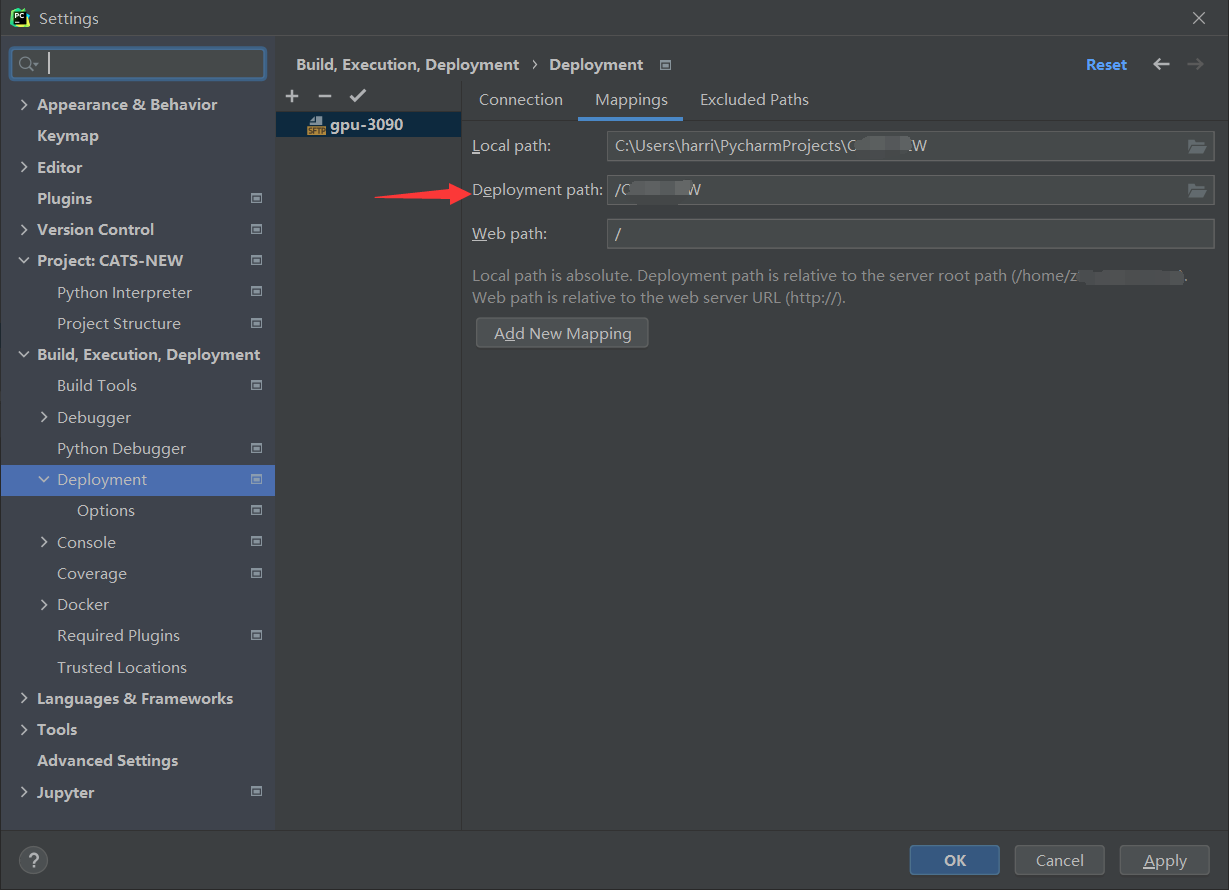 PC
Settings
Build, Execution, Deployment › Deployment
Reset
Appearance & Behavior
Keymap
Editor
Plugins
Version Control
Project: CATS-NEW
Python Interpreter
Project Structure
Build, Execution, Deployment
Build Tools
Debugger
Python Debugger
Deployment
Options
Console
Coverage
Docker
Required Plugins
Trusted Locations
Languages & Frameworks
Tools
Advanced Settings
Jupyter
SFTP gpu-3090
Connection Mappings Excluded Paths
Local path: C:\Users\harri\PycharmProjects\C W
Deployment path: /C W
Web path: /
Local path is absolute. Deployment path is relative to the server root path (/home/z ).
Web path is relative to the web server URL (http://).
Add New Mapping
?
OK Cancel Apply